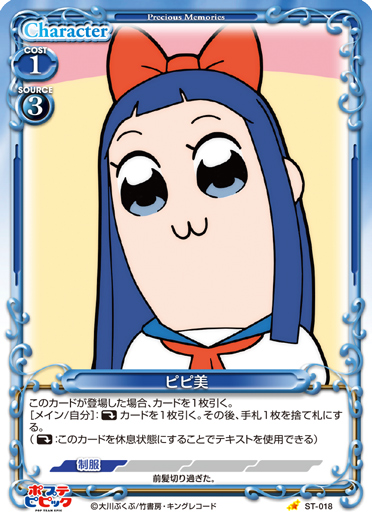 Precious Memories
Character
COST
1
SOURCE
3
ピピ美
このカードが登場した場合、カードを1枚引く。
[メイン/自分]: カードを1枚引く。その後、手札1枚を捨て札にす
る。
( :このカードを休息状態にすることでテキストを使用できる)
制服
前髪切り過ぎた。
ポプテ
ピピック
POP TEAM EPIC
©大川ぶくぶ/竹書房・キングレコード
ST-018